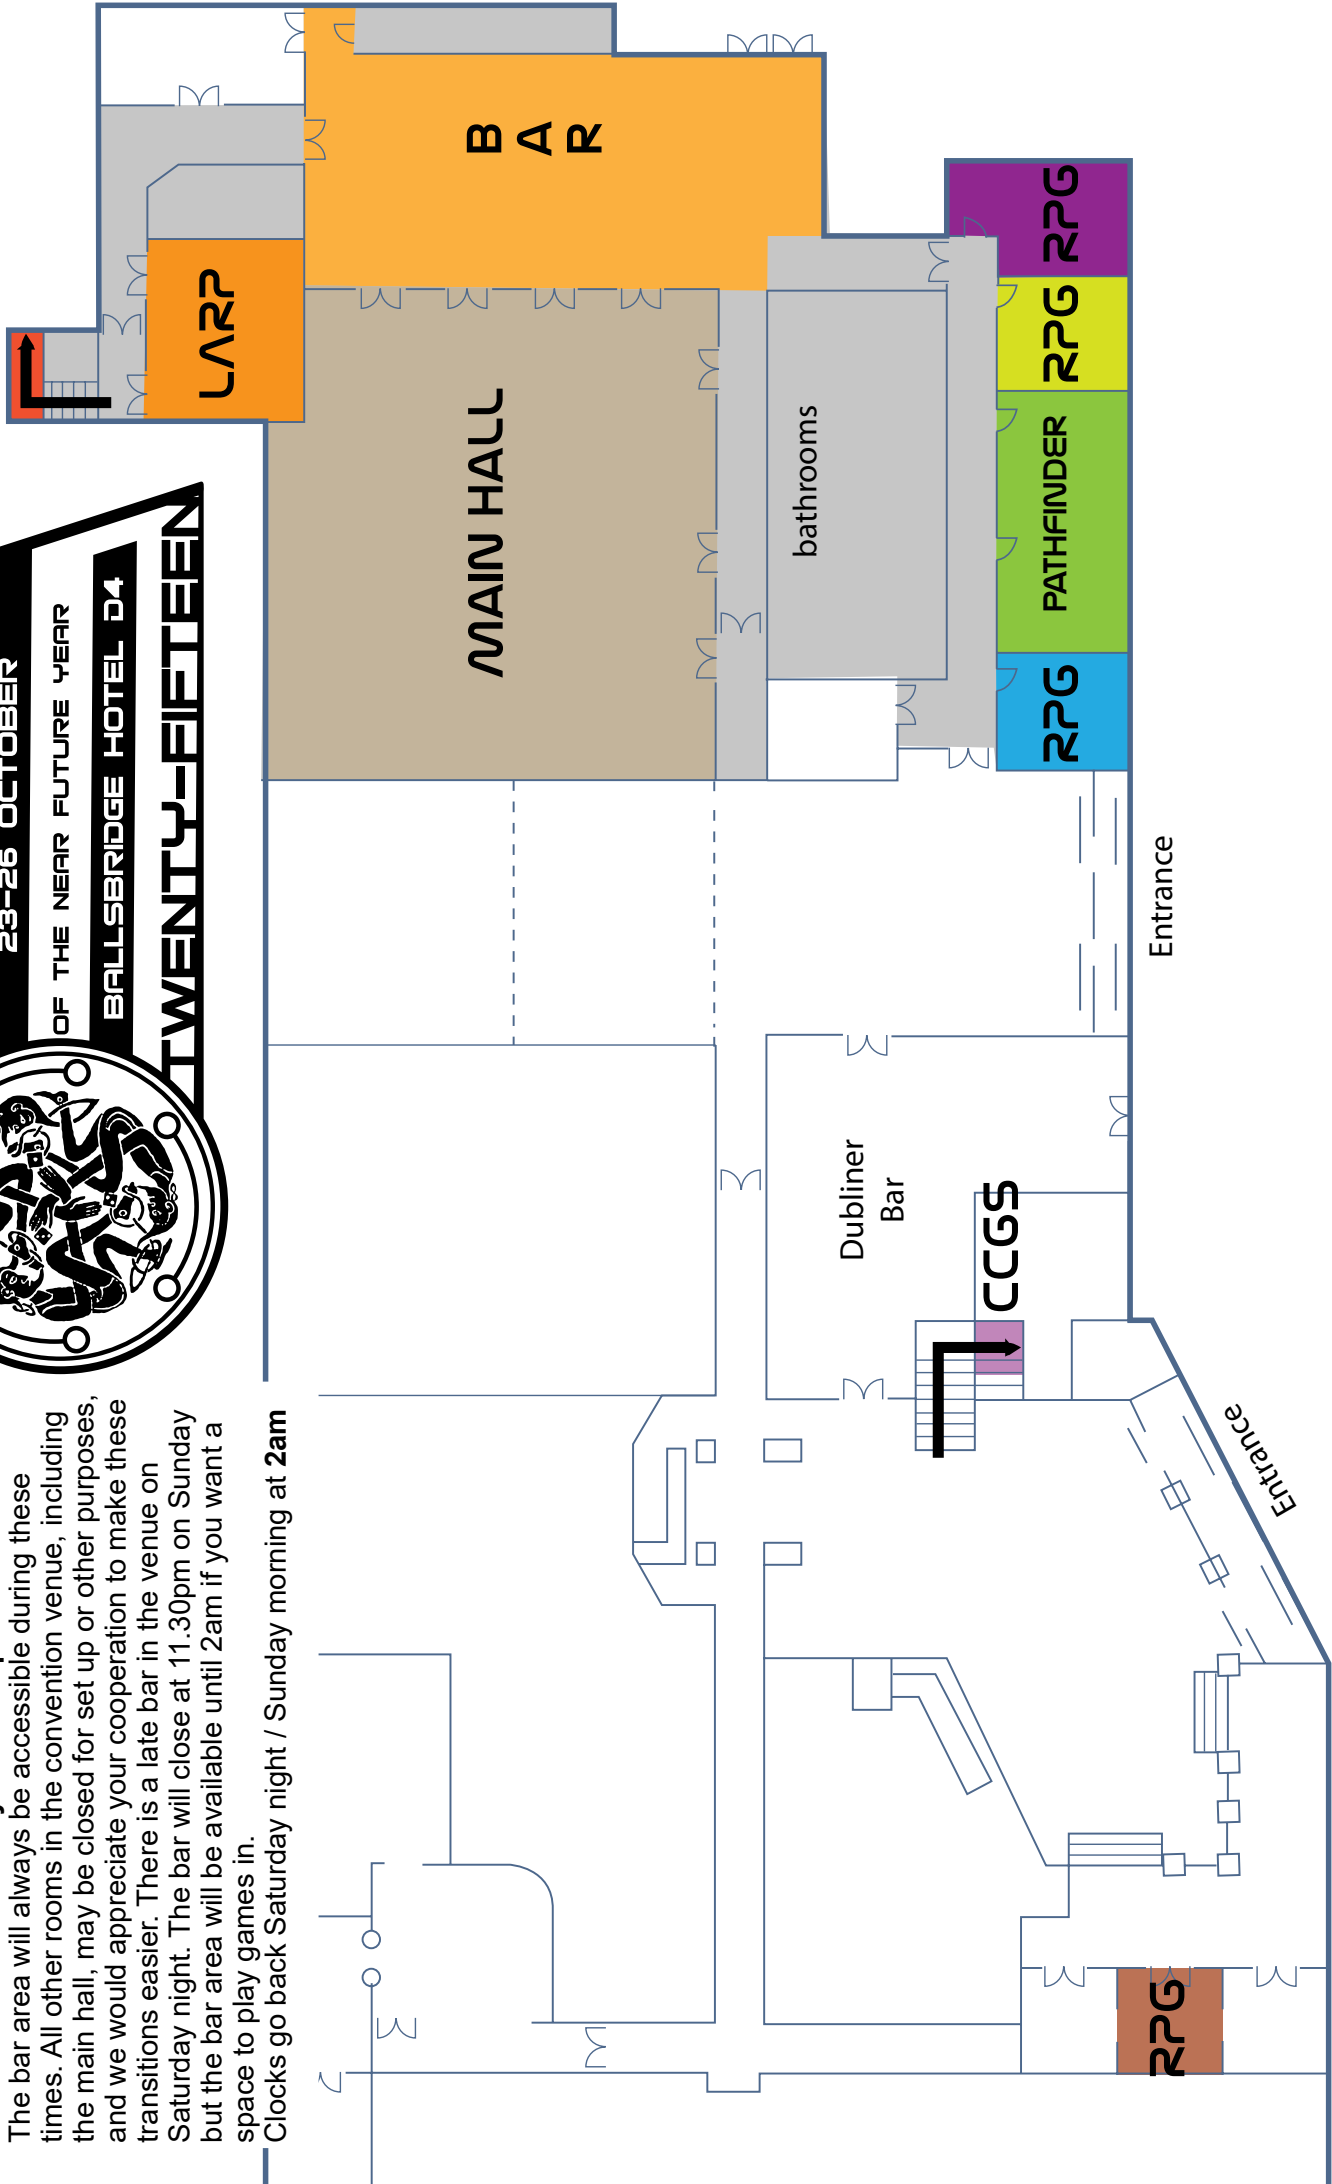 23-26 OCTOBER
OF THE NEAR FUTURE YEAR
BALLSBRIDGE HOTEL D4
TWENTY-FIFTEEN
The bar area will always be accessible during these
times. All other rooms in the convention venue, including
the main hall, may be closed for set up or other purposes,
and we would appreciate your cooperation to make these
transitions easier. There is a late bar in the venue on
Saturday night. The bar will close at 11.30pm on Sunday
but the bar area will be available until 2am if you want a
space to play games in.
Clocks go back Saturday night / Sunday morning at 2am
LARP
BAR
MAIN HALL
bathrooms
RPG
RPG
PATHFINDER
RPG
Entrance
Dubliner
Bar
CCGS
Entrance
RPG